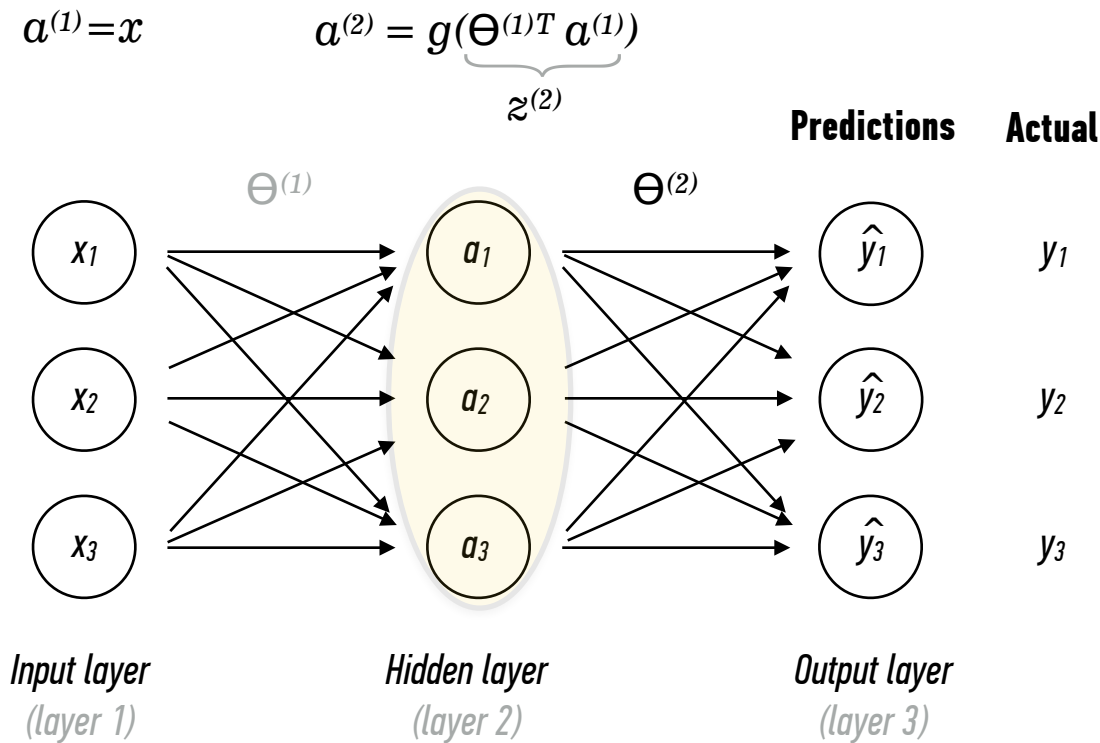 a⁽¹⁾=x a⁽²⁾ = g(Θ⁽¹⁾ᵀ a⁽¹⁾)
z⁽²⁾
Predictions Actual
Θ⁽¹⁾ Θ⁽²⁾
x₁ a₁ ŷ₁ y₁
x₂ a₂ ŷ₂ y₂
x₃ a₃ ŷ₃ y₃
Input layer Hidden layer Output layer
(layer 1) (layer 2) (layer 3)